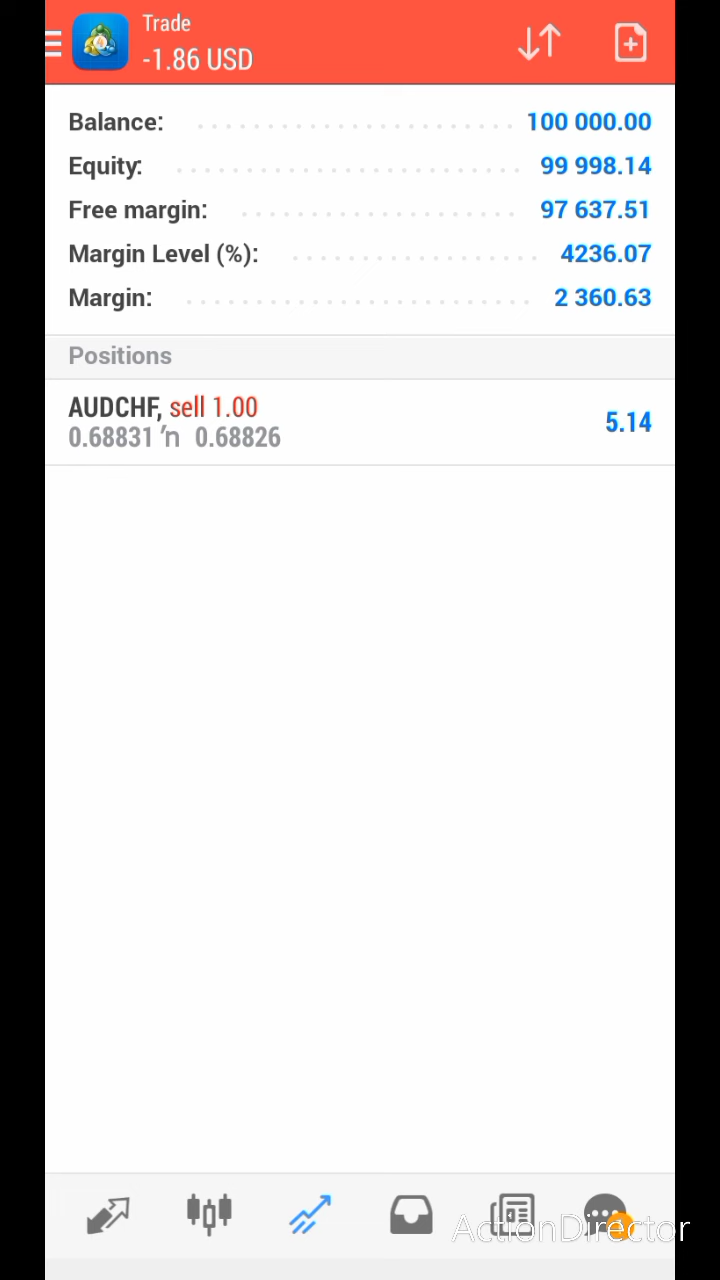 Trade
-1.86 USD
Balance: 100 000.00
Equity: 99 998.14
Free margin: 97 637.51
Margin Level (%): 4236.07
Margin: 2 360.63
Positions
AUDCHF, sell 1.00
0.68831 ’n 0.68826
5.14
ActionDirector